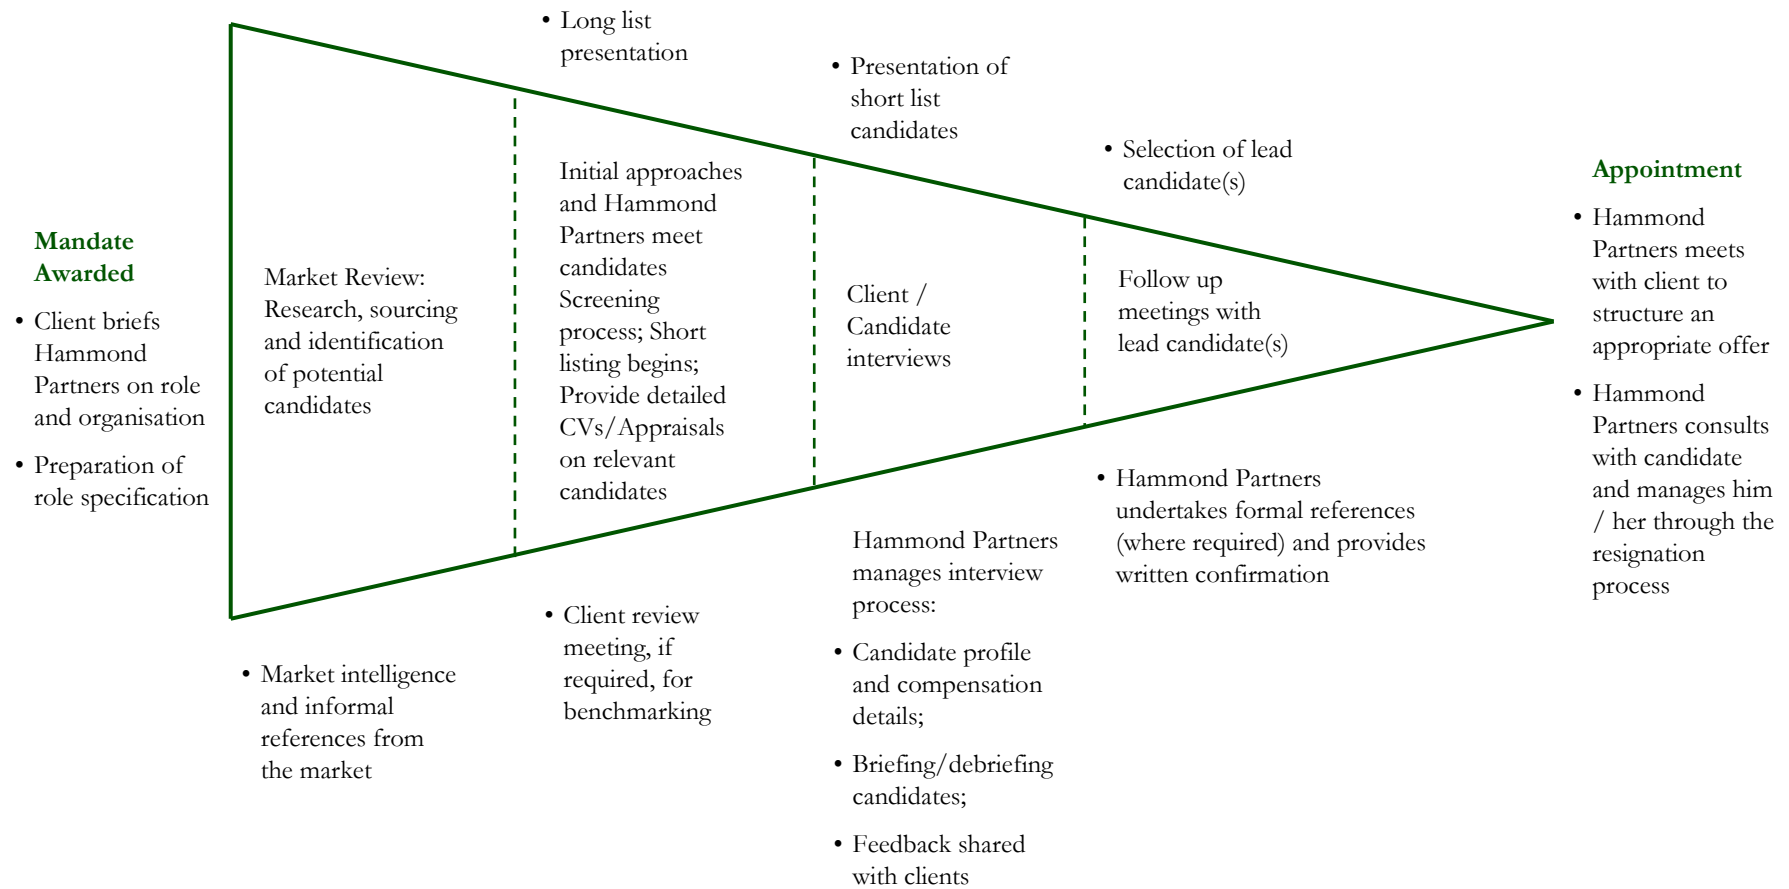 Mandate
Awarded
• Client briefs
Hammond
Partners on role
and organisation
• Preparation of
role specification
Market Review:
Research, sourcing
and identification
of potential
candidates
• Market intelligence
and informal
references from
the market
• Long list
presentation
Initial approaches
and Hammond
Partners meet
candidates
Screening
process; Short
listing begins;
Provide detailed
CVs/Appraisals
on relevant
candidates
• Client review
meeting, if
required, for
benchmarking
• Presentation of
short list
candidates
Client /
Candidate
interviews
Hammond Partners
manages interview
process:
• Candidate profile
and compensation
details;
• Briefing/debriefing
candidates;
• Feedback shared
with clients
• Selection of lead
candidate(s)
Follow up
meetings with
lead candidate(s)
• Hammond Partners
undertakes formal references
(where required) and provides
written confirmation
Appointment
• Hammond
Partners meets
with client to
structure an
appropriate offer
• Hammond
Partners consults
with candidate
and manages him
/ her through the
resignation
process